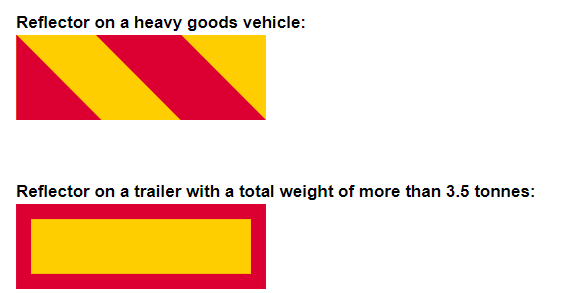 Reflector on a heavy goods vehicle:
Reflector on a trailer with a total weight of more than 3.5 tonnes: